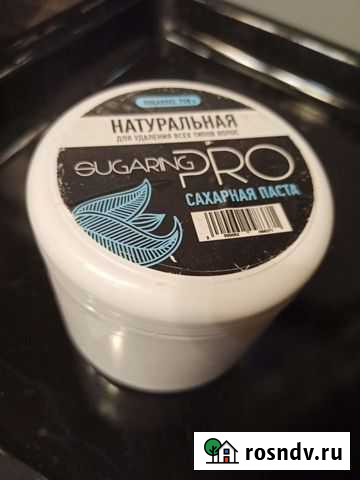 НАТУРАЛЬНАЯ
ДЛЯ УДАЛЕНИЯ ВСЕХ ТИПОВ ВОЛОС
SUGARING PRO
САХАРНАЯ ПАСТА
rosndv.ru